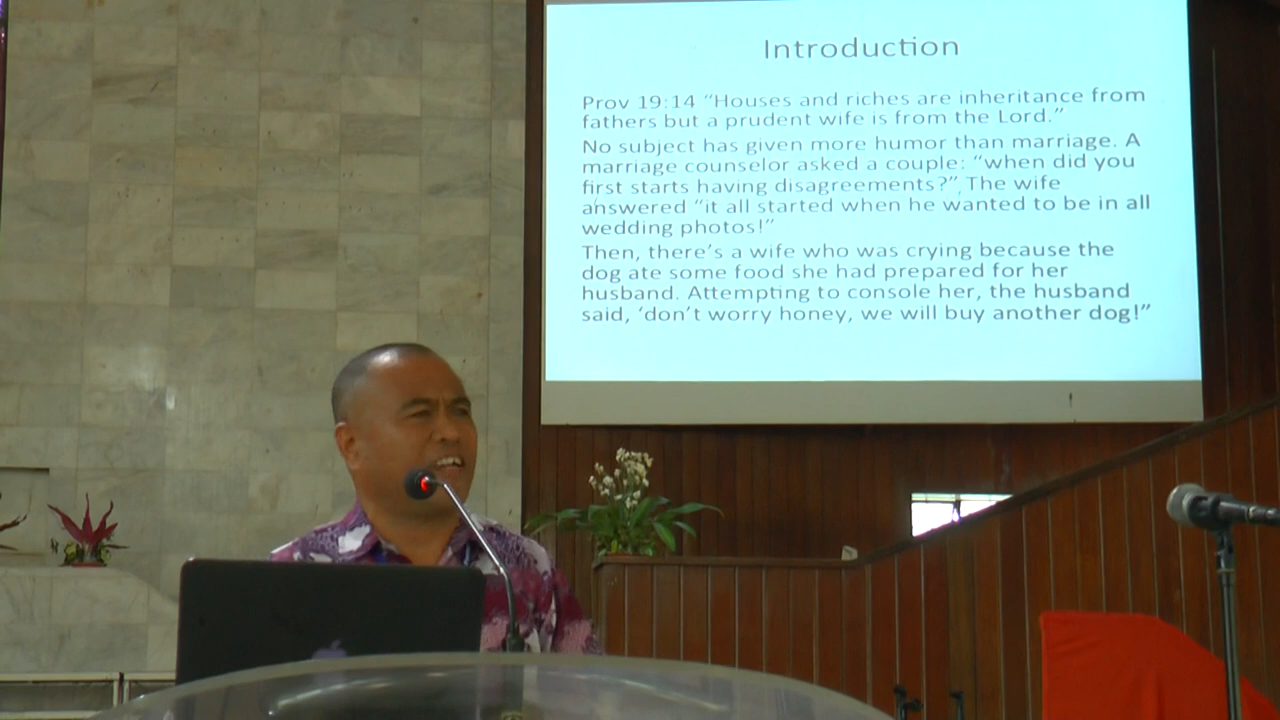 Introduction
Prov 19:14 “Houses and riches are inheritance from
fathers but a prudent wife is from the Lord.”
No subject has given more humor than marriage. A
marriage counselor asked a couple: “when did you
first starts having disagreements?” The wife
answered “it all started when he wanted to be in all
wedding photos!”
Then, there’s a wife who was crying because the
dog ate some food she had prepared for her
husband. Attempting to console her, the husband
said, ‘don’t worry honey, we will buy another dog!”